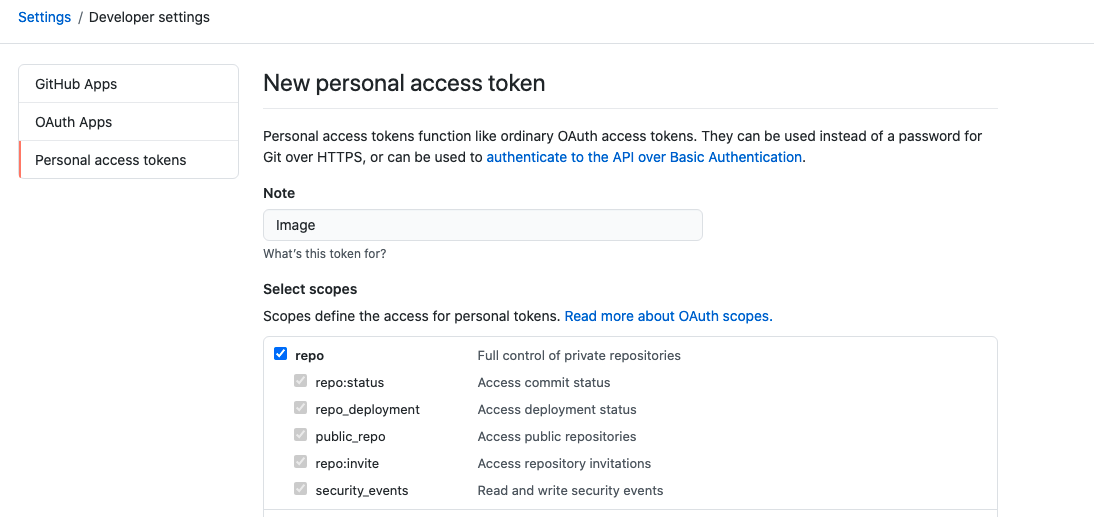 Settings / Developer settings
GitHub Apps
OAuth Apps
Personal access tokens
New personal access token
Personal access tokens function like ordinary OAuth access tokens. They can be used instead of a password for
Git over HTTPS, or can be used to authenticate to the API over Basic Authentication.
Note
Image
What's this token for?
Select scopes
Scopes define the access for personal tokens. Read more about OAuth scopes.
repo Full control of private repositories
repo:status Access commit status
repo_deployment Access deployment status
public_repo Access public repositories
repo:invite Access repository invitations
security_events Read and write security events